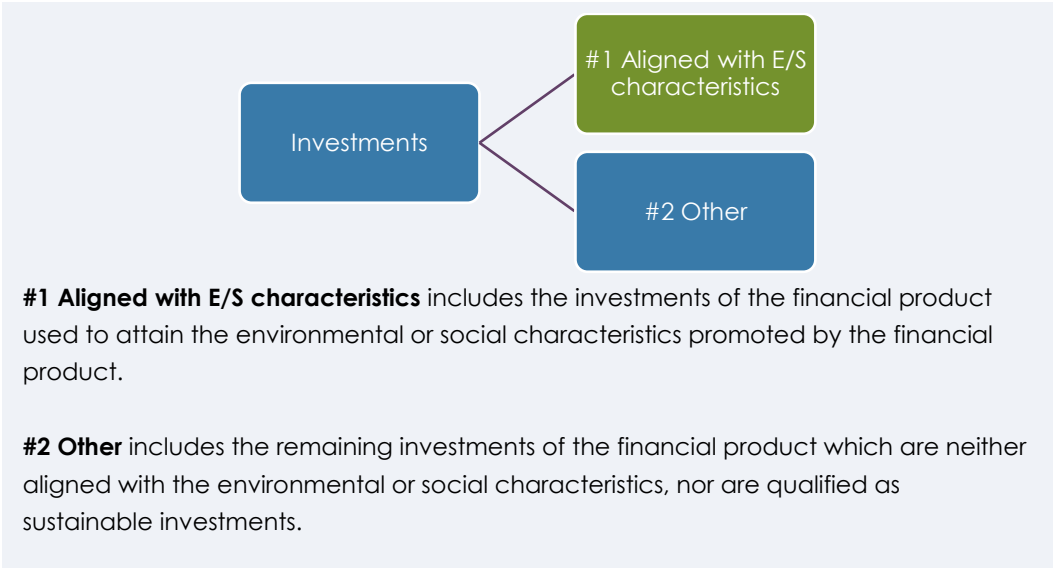 #1 Aligned with E/S
characteristics
Investments
#2 Other
#1 Aligned with E/S characteristics includes the investments of the financial product
used to attain the environmental or social characteristics promoted by the financial
product.
#2 Other includes the remaining investments of the financial product which are neither
aligned with the environmental or social characteristics, nor are qualified as
sustainable investments.